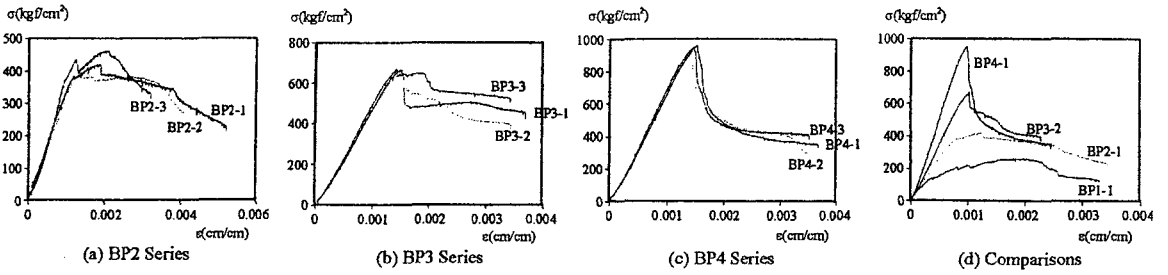 σ(kgf/cm²)
500
400
300
200
100
0
BP2-3
BP2-1
BP2-2
0
0.002
0.004
0.006
ε(cm/cm)
(a) BP2 Series
σ(kgf/cm²)
800
600
400
200
0
BP3-3
BP3-1
BP3-2
0
0.001
0.002
0.003
0.004
ε(cm/cm)
(b) BP3 Series
σ(kgf/cm²)
1000
800
600
400
200
0
BP4-3
BP4-1
BP4-2
0
0.001
0.002
0.003
0.004
ε(cm/cm)
(c) BP4 Series
σ(kgf/cm²)
1000
800
600
400
200
0
BP4-1
BP3-2
BP2-1
BP1-1
0
0.001
0.002
0.003
0.004
ε(cm/cm)
(d) Comparisons